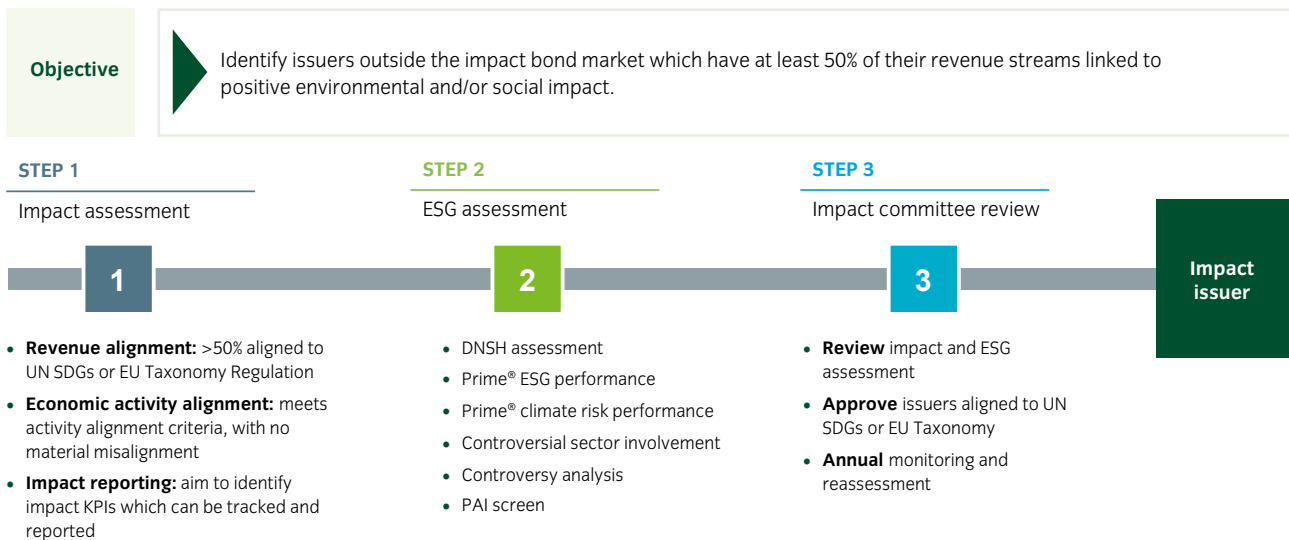 Objective
Identify issuers outside the impact bond market which have at least 50% of their revenue streams linked to
positive environmental and/or social impact.
STEP 1
Impact assessment
1
• Revenue alignment: >50% aligned to
UN SDGs or EU Taxonomy Regulation
• Economic activity alignment: meets
activity alignment criteria, with no
material misalignment
• Impact reporting: aim to identify
impact KPIs which can be tracked and
reported
STEP 2
ESG assessment
2
• DNSH assessment
• Prime® ESG performance
• Prime® climate risk performance
• Controversial sector involvement
• Controversy analysis
• PAI screen
STEP 3
Impact committee review
3
• Review impact and ESG
assessment
• Approve issuers aligned to UN
SDGs or EU Taxonomy
• Annual monitoring and
reassessment
Impact
issuer